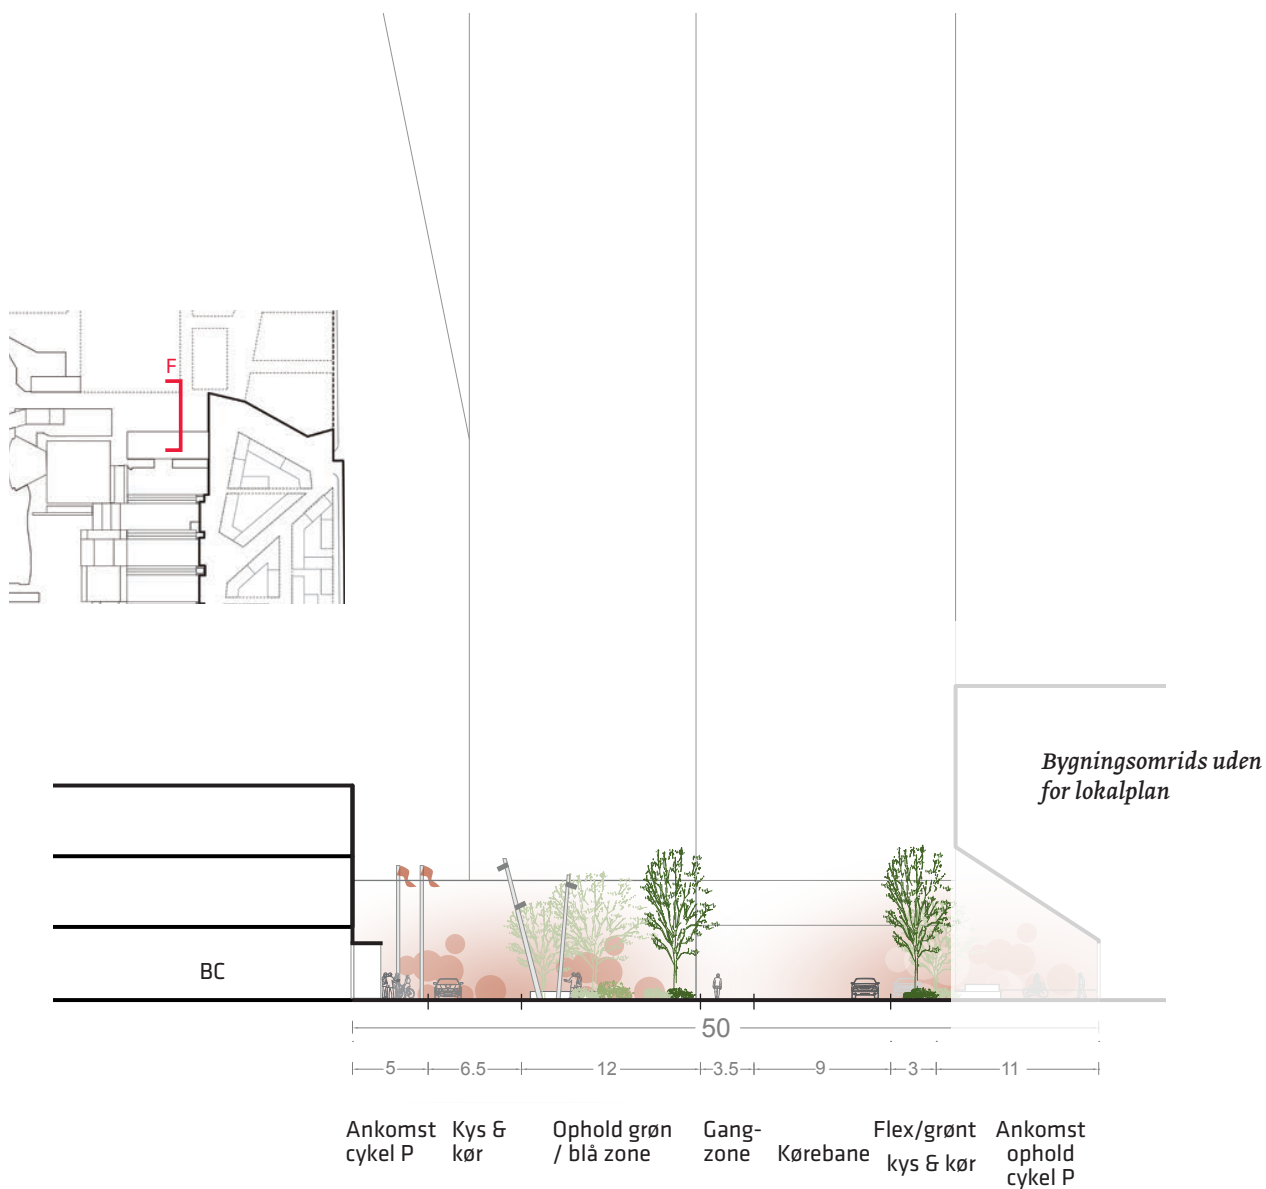 F
Bygningsomrids uden
for lokalplan
BC
50
5 6.5 12 3.5 9 3 11
Ankomst
cykel P
Kys &
kør
Ophold grøn
/ blå zone
Gang-
zone
Kørebane
Flex/grønt
kys & kør
Ankomst
ophold
cykel P